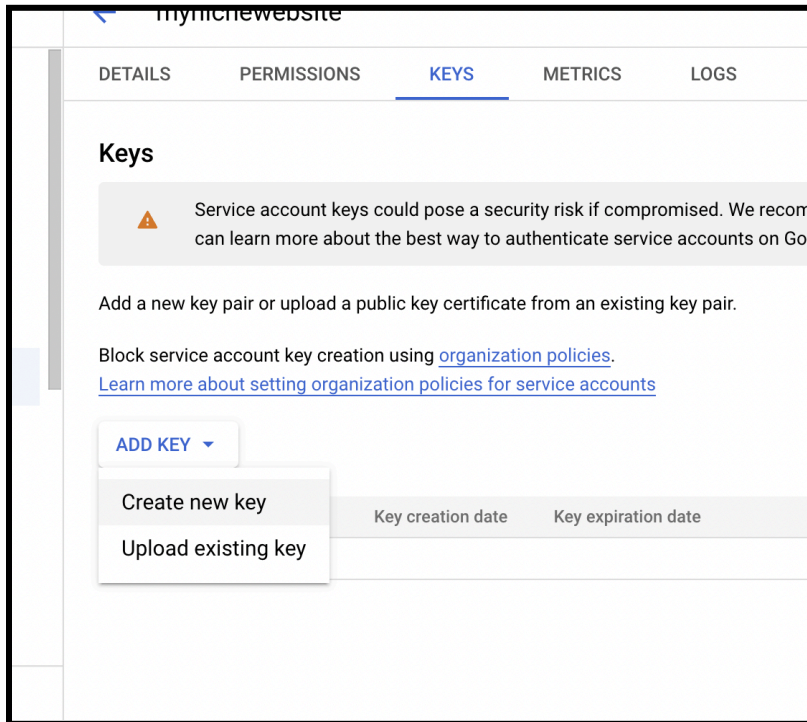 mynichewebsite
DETAILS PERMISSIONS KEYS METRICS LOGS
Keys
Service account keys could pose a security risk if compromised. We recom
can learn more about the best way to authenticate service accounts on Go
Add a new key pair or upload a public key certificate from an existing key pair.
Block service account key creation using organization policies.
Learn more about setting organization policies for service accounts
ADD KEY
Create new key
Key creation date Key expiration date
Upload existing key